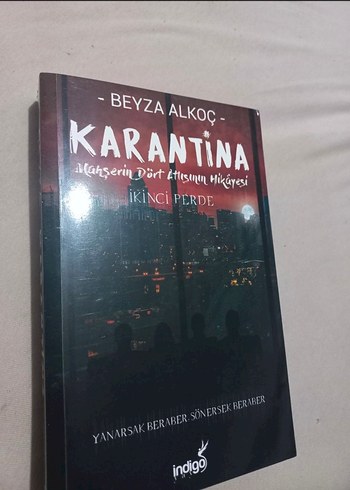 - BEYZA ALKOÇ -
KARANTİNA
Mahşerin Dört Atlısının Hikâyesi
İKİNCİ PERDE
YANARSAK BERABER, SÖNERSEK BERABER
indigo